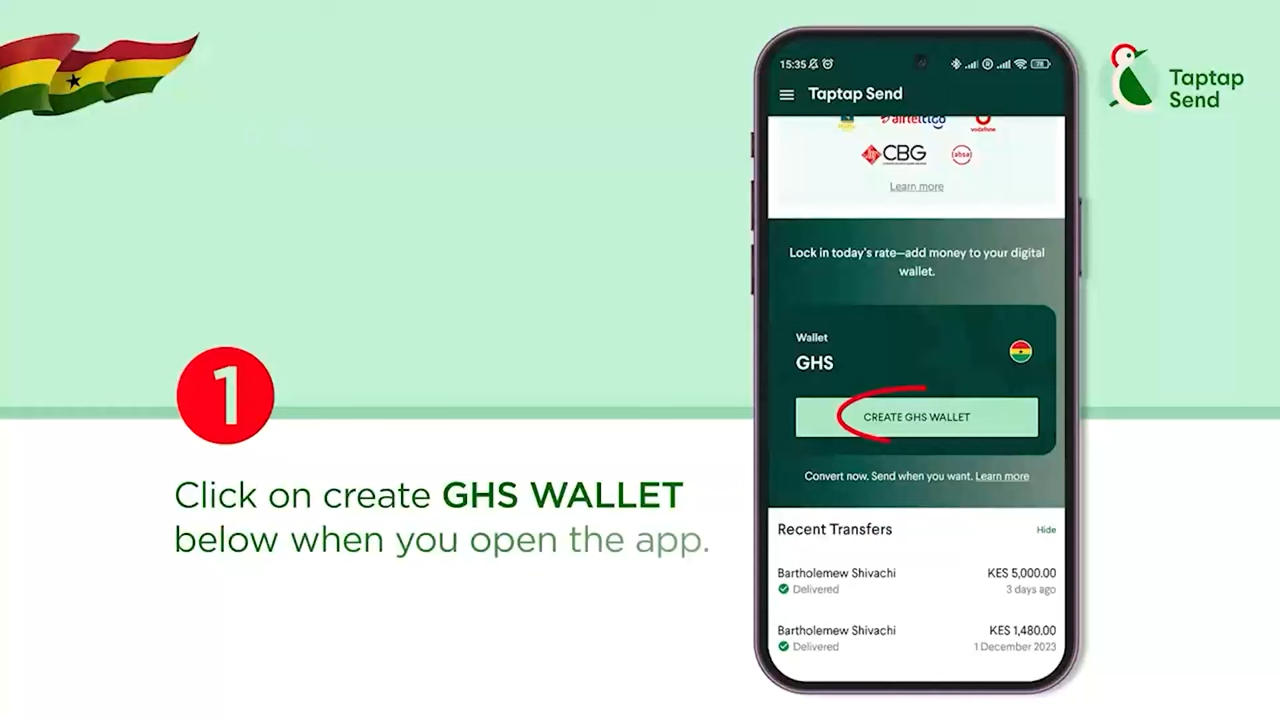 15:35
78
Taptap Send
airteltigo
vodafone
CBG
absa
Learn more
Lock in today's rate—add money to your digital
wallet.
Wallet
GHS
CREATE GHS WALLET
Convert now. Send when you want. Learn more
Recent Transfers
Hide
Bartholemew Shivachi
KES 5,000.00
Delivered
3 days ago
Bartholemew Shivachi
KES 1,480.00
Delivered
1 December 2023
Taptap
Send
1
Click on create GHS WALLET
below when you open the app.